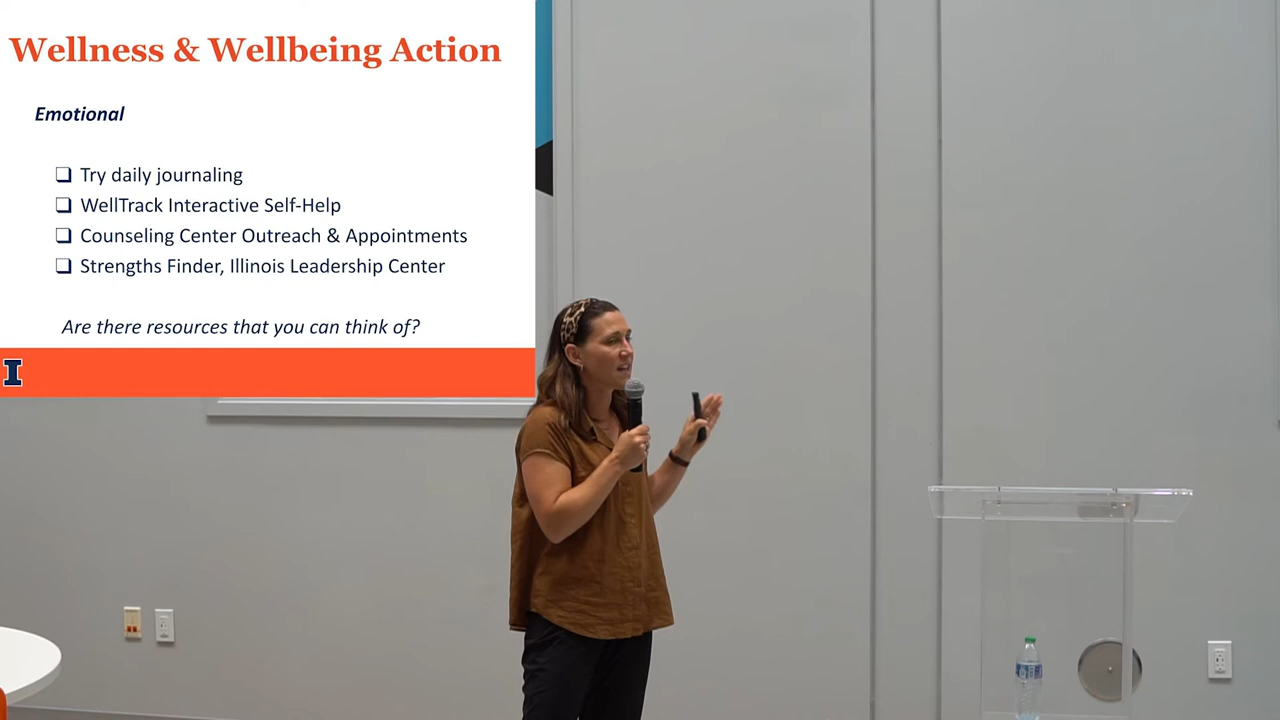 Wellness & Wellbeing Action
Emotional
❑ Try daily journaling
❑ WellTrack Interactive Self-Help
❑ Counseling Center Outreach & Appointments
❑ Strengths Finder, Illinois Leadership Center
Are there resources that you can think of?
I